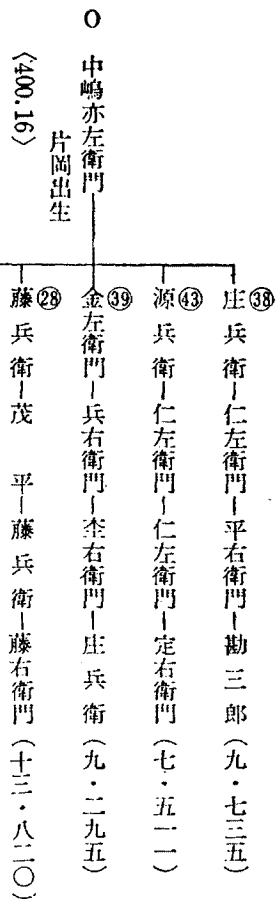 O 中嶋亦左衛門
片岡出生
〈400.16〉
㊳庄兵衛―仁左衛門―平右衛門―勘三郎(九・七三五)
㊸源兵衛―仁左衛門―仁左衛門―定右衛門(七・五一一)
㊴金左衛門―兵右衛門―杢右衛門―庄兵衛(九・二九五)
㉘藤兵衛―茂平―藤兵衛―藤右衛門(十三・八二〇)